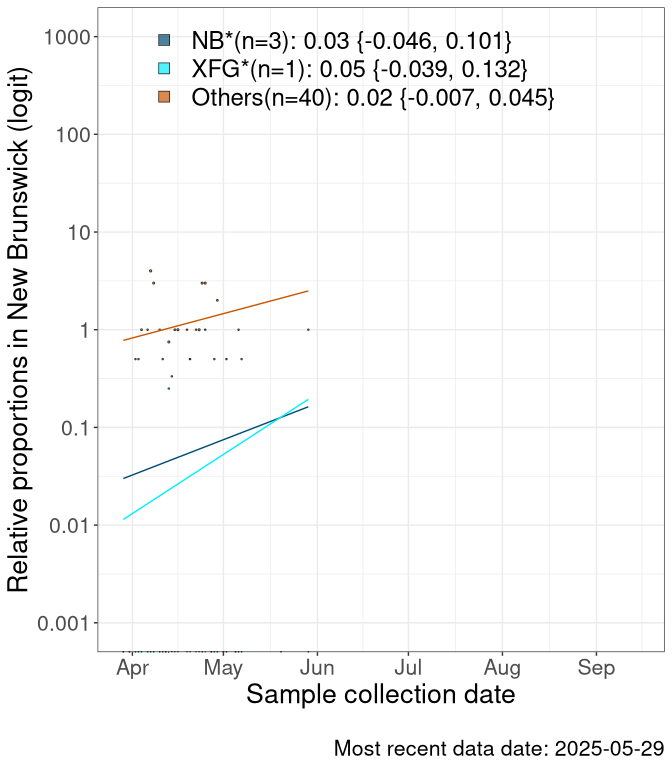 Relative proportions in New Brunswick (logit)
1000
100
10
1
0.1
0.01
0.001
NB*(n=3): 0.03 {-0.046, 0.101}
XFG*(n=1): 0.05 {-0.039, 0.132}
Others(n=40): 0.02 {-0.007, 0.045}
Apr May Jun Jul Aug Sep
Sample collection date
Most recent data date: 2025-05-29